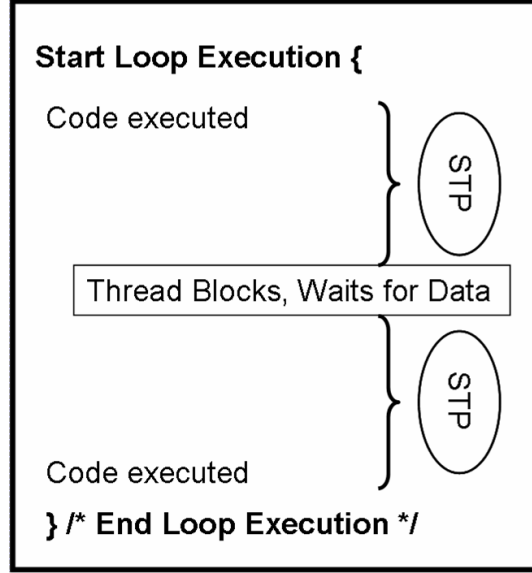 Start Loop Execution {
Code executed
STP
Thread Blocks, Waits for Data
STP
Code executed
} /* End Loop Execution */